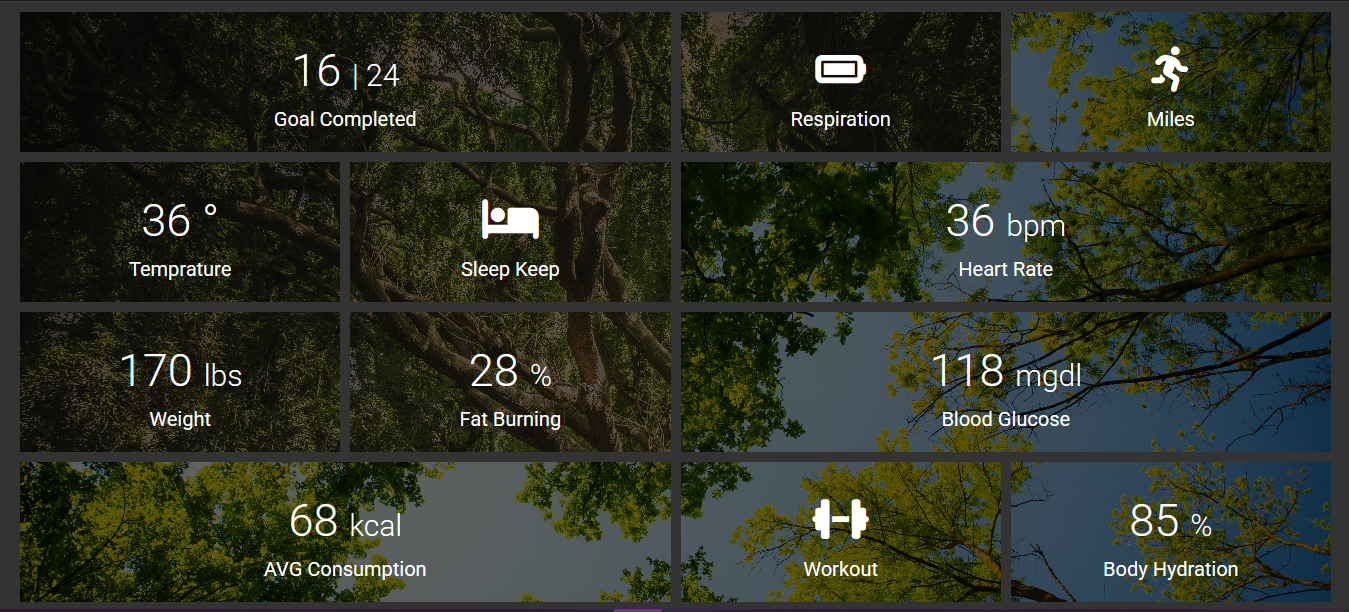 16 | 24
Goal Completed
Respiration
Miles
36 °
Temprature
Sleep Keep
36 bpm
Heart Rate
170 lbs
Weight
28 %
Fat Burning
118 mgdl
Blood Glucose
68 kcal
AVG Consumption
Workout
85 %
Body Hydration